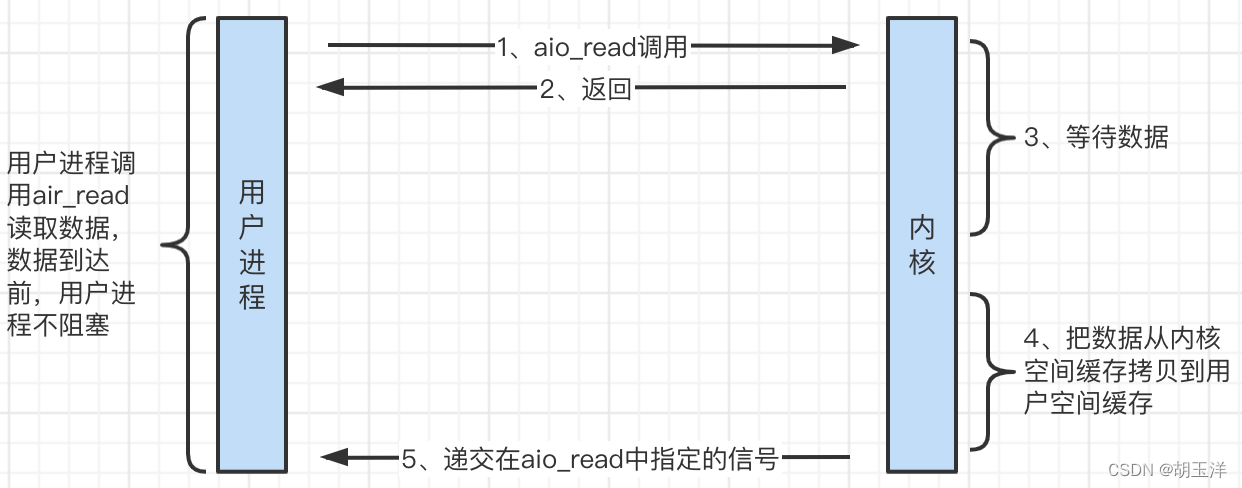 1、aio_read调用
2、返回
3、等待数据
用户进程调
用air_read
读取数据，
数据到达
前，用户进
程不阻塞
用
户
进
程
内
核
4、把数据从内核
空间缓存拷贝到用
户空间缓存
5、递交在aio_read中指定的信号
CSDN @胡玉洋